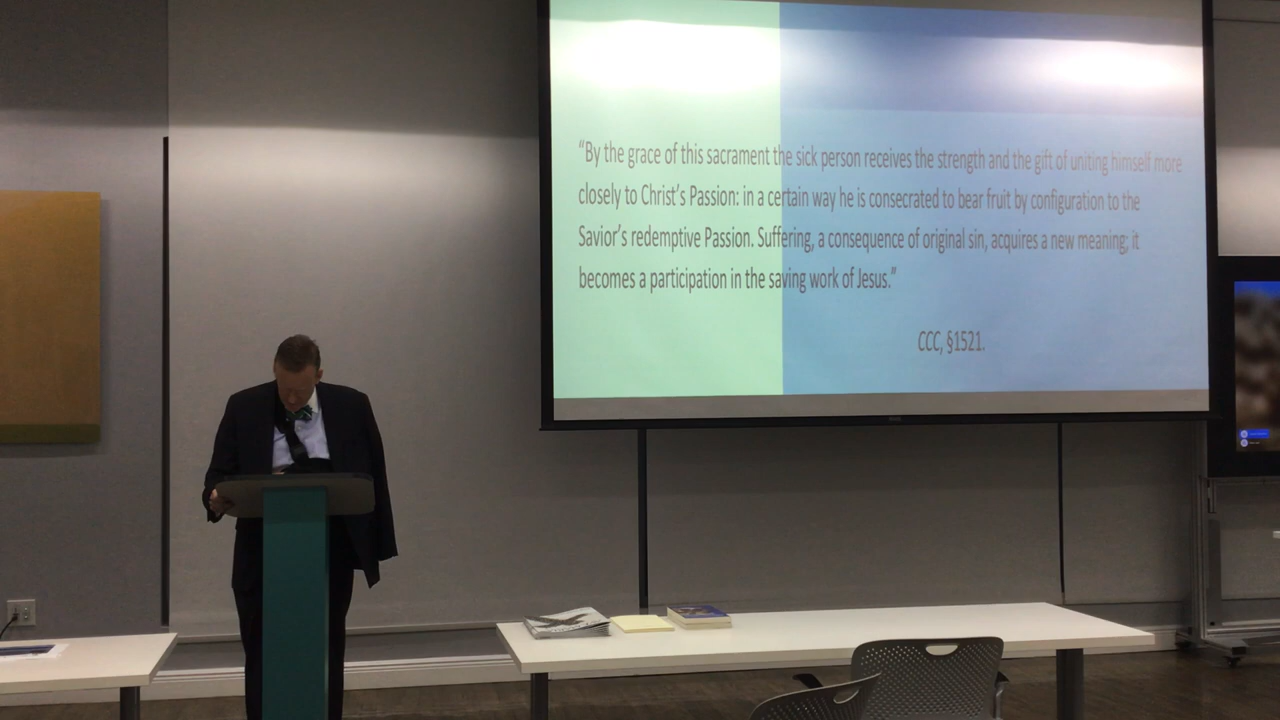 “By the grace of this sacrament the sick person receives the strength and the gift of uniting himself more
closely to Christ’s Passion: in a certain way he is consecrated to bear fruit by configuration to the
Savior’s redemptive Passion. Suffering, a consequence of original sin, acquires a new meaning; it
becomes a participation in the saving work of Jesus.”
CCC, §1521.